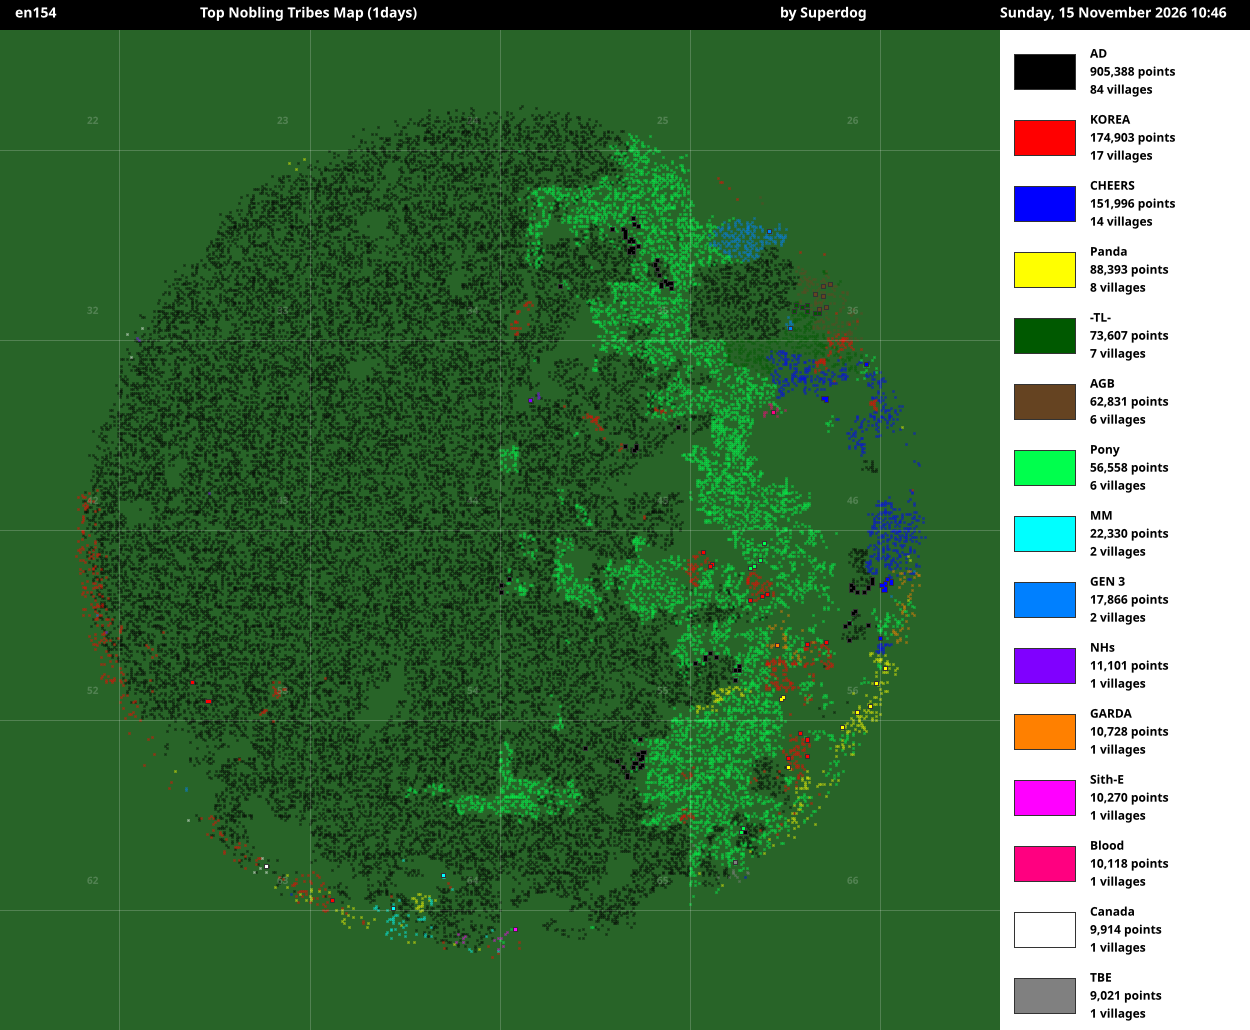 en154 Top Nobling Tribes Map (1days) by Superdog Sunday, 15 November 2026 10:46
AD
905,388 points
84 villages
KOREA
174,903 points
17 villages
CHEERS
151,996 points
14 villages
Panda
88,393 points
8 villages
-TL-
73,607 points
7 villages
AGB
62,831 points
6 villages
Pony
56,558 points
6 villages
MM
22,330 points
2 villages
GEN 3
17,866 points
2 villages
NHs
11,101 points
1 villages
GARDA
10,728 points
1 villages
Sith-E
10,270 points
1 villages
Blood
10,118 points
1 villages
Canada
9,914 points
1 villages
TBE
9,021 points
1 villages
22 23 25 26
32 36
46
52 53 54 55 56
62 66